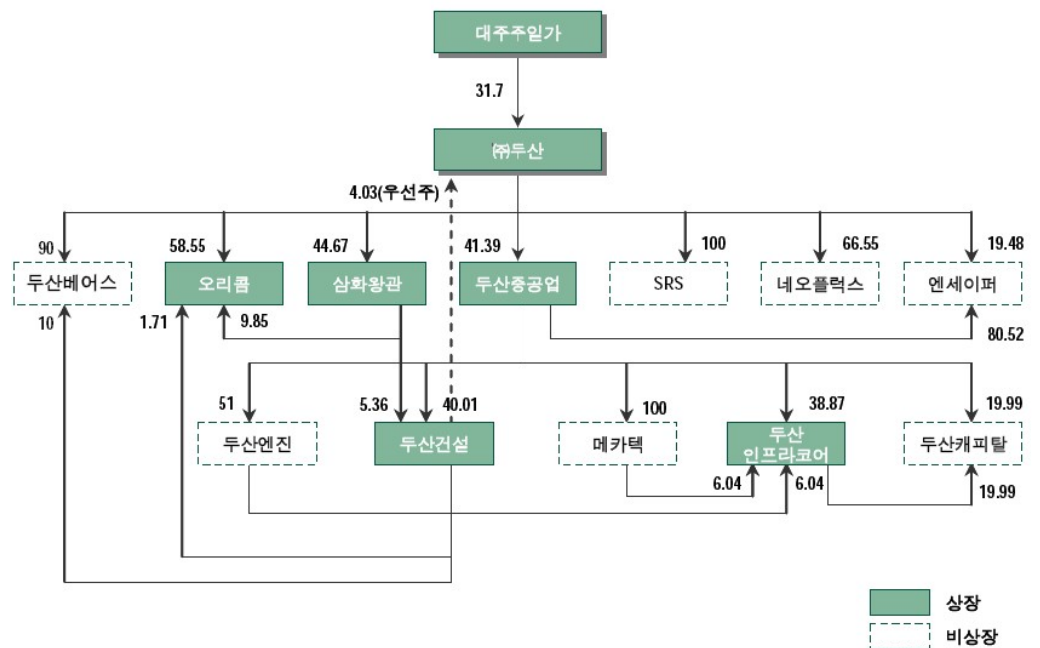 대주주일가
31.7
㈜두산
4.03(우선주)
90
58.55
44.67
41.39
100
66.55
19.48
두산베어스
오리콤
삼화왕관
두산중공업
SRS
네오플럭스
엔세이퍼
10
1.71
9.85
80.52
51
5.36
40.01
100
38.87
19.99
두산엔진
두산건설
메카텍
두산
인프라코어
두산캐피탈
6.04
6.04
19.99
상장
비상장